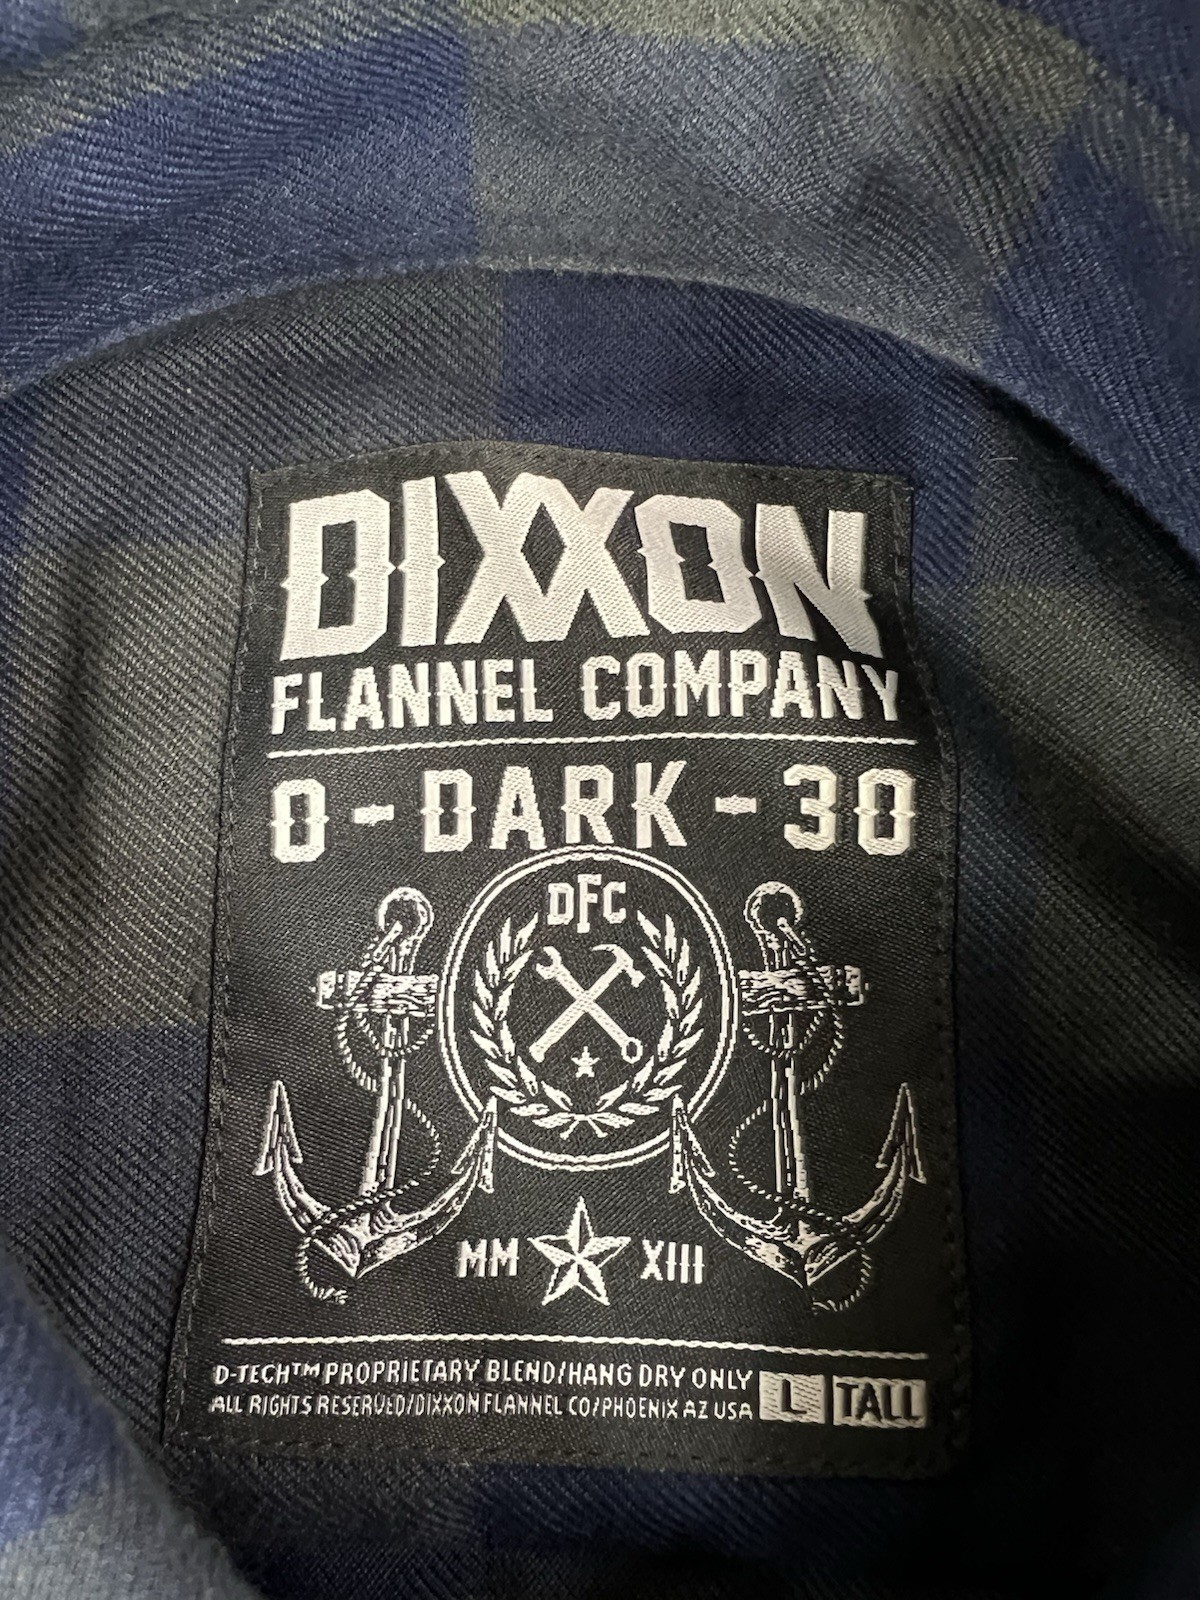 DIXXON
FLANNEL COMPANY
0-DARK-30
DFC
MM XIII
D-TECH™ PROPRIETARY BLEND/HANG DRY ONLY
ALL RIGHTS RESERVED/DIXXON FLANNEL CO/PHOENIX AZ USA
L TALL